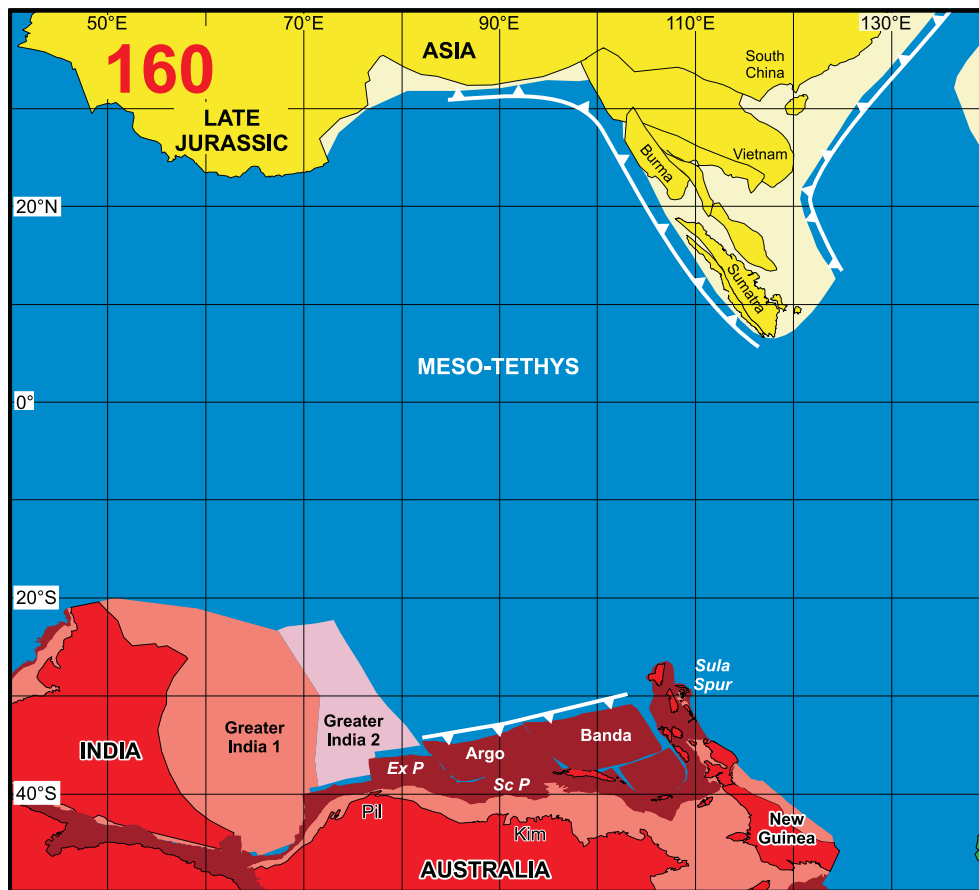 50°E
70°E
90°E
110°E
130°E
160
LATE
JURASSIC
ASIA
South
China
Burma
Vietnam
20°N
Sumatra
MESO-TETHYS
0°
20°S
Sula
Spur
Greater
India 1
Greater
India 2
INDIA
Argo
Banda
Ex P
Sc P
40°S
Pil
Kim
New
Guinea
AUSTRALIA